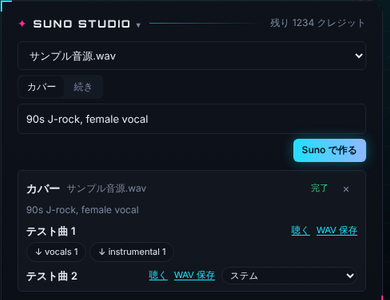 SUNO STUDIO 残り 1234 クレジット
サンプル音源.wav
カバー 続き
90s J-rock, female vocal
Suno で作る
カバー サンプル音源.wav 完了 ×
90s J-rock, female vocal
テスト曲 1 聴く WAV 保存
↓ vocals 1 ↓ instrumental 1
テスト曲 2 聴く WAV 保存 ステム